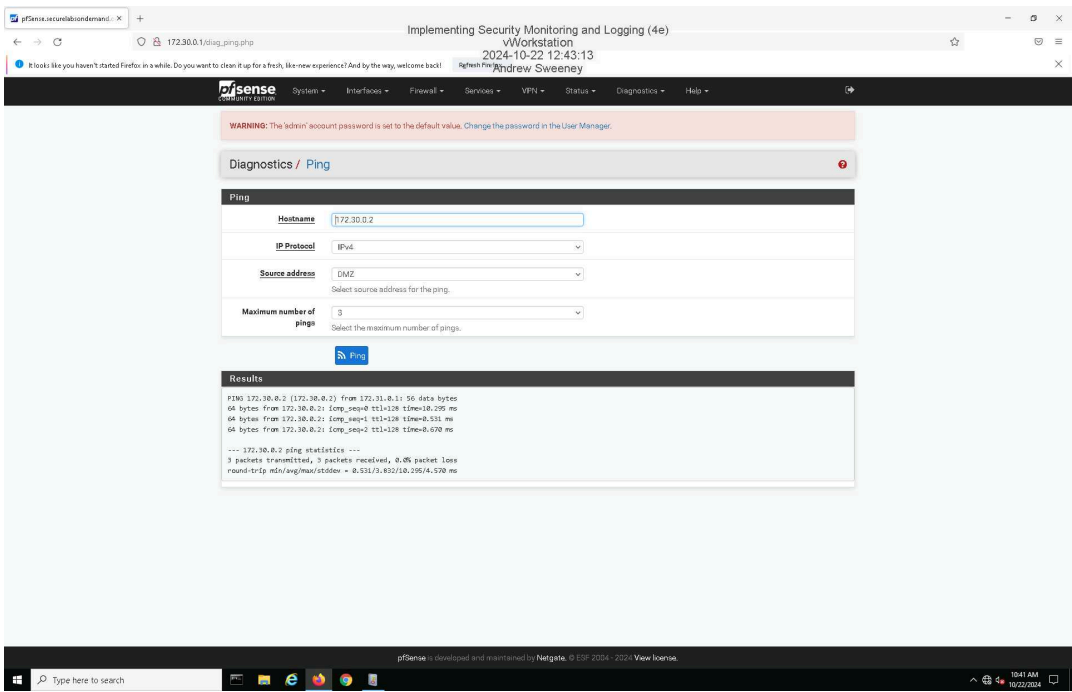 pfSense.securelabsondemand.
Implementing Security Monitoring and Logging (4e)
vWorkstation
2024-10-22 12:43:13
Andrew Sweeney
172.30.0.1/diag_ping.php
It looks like you haven't started Firefox in a while. Do you want to clean it up for a fresh, like-new experience? And by the way, welcome back!
Refresh Firefox
pfsense System Interfaces Firewall Services VPN Status Diagnostics Help
COMMUNITY EDITION
WARNING: The 'admin' account password is set to the default value. Change the password in the User Manager.
Diagnostics / Ping
Ping
Hostname 172.30.0.2
IP Protocol IPv4
Source address DMZ
Select source address for the ping.
Maximum number of pings 3
Select the maximum number of pings.
Ping
Results
PING 172.30.0.2 (172.30.0.2) from 172.31.0.1: 56 data bytes
64 bytes from 172.30.0.2: icmp_seq=0 ttl=128 time=10.295 ms
64 bytes from 172.30.0.2: icmp_seq=1 ttl=128 time=0.531 ms
64 bytes from 172.30.0.2: icmp_seq=2 ttl=128 time=0.670 ms
--- 172.30.0.2 ping statistics ---
3 packets transmitted, 3 packets received, 0.0% packet loss
round-trip min/avg/max/stddev = 0.531/3.832/10.295/4.570 ms
pfSense is developed and maintained by Netgate. © ESF 2004 - 2024 View license.
Type here to search
10:41 AM
10/22/2024